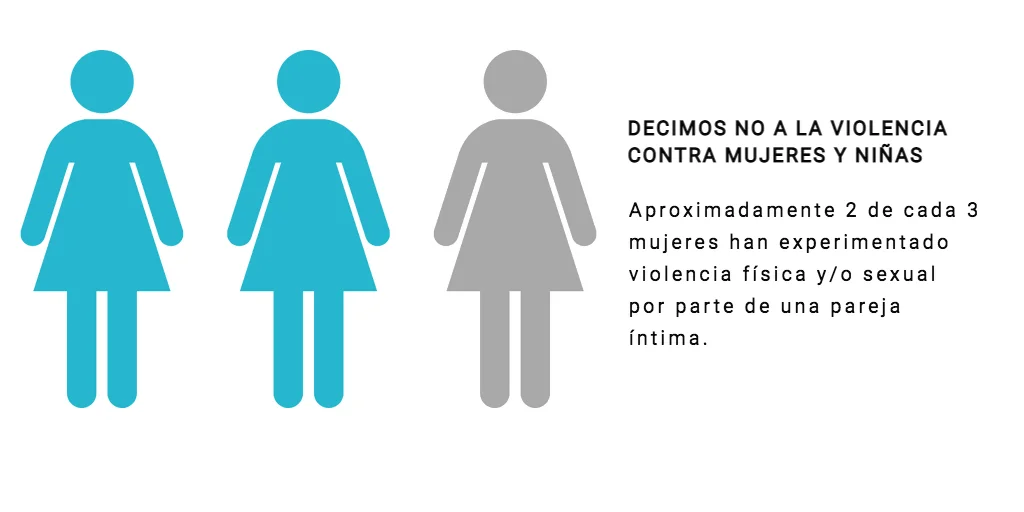 DECIMOS NO A LA VIOLENCIA
CONTRA MUJERES Y NIÑAS
Aproximadamente 2 de cada 3
mujeres han experimentado
violencia física y/o sexual
por parte de una pareja
íntima.